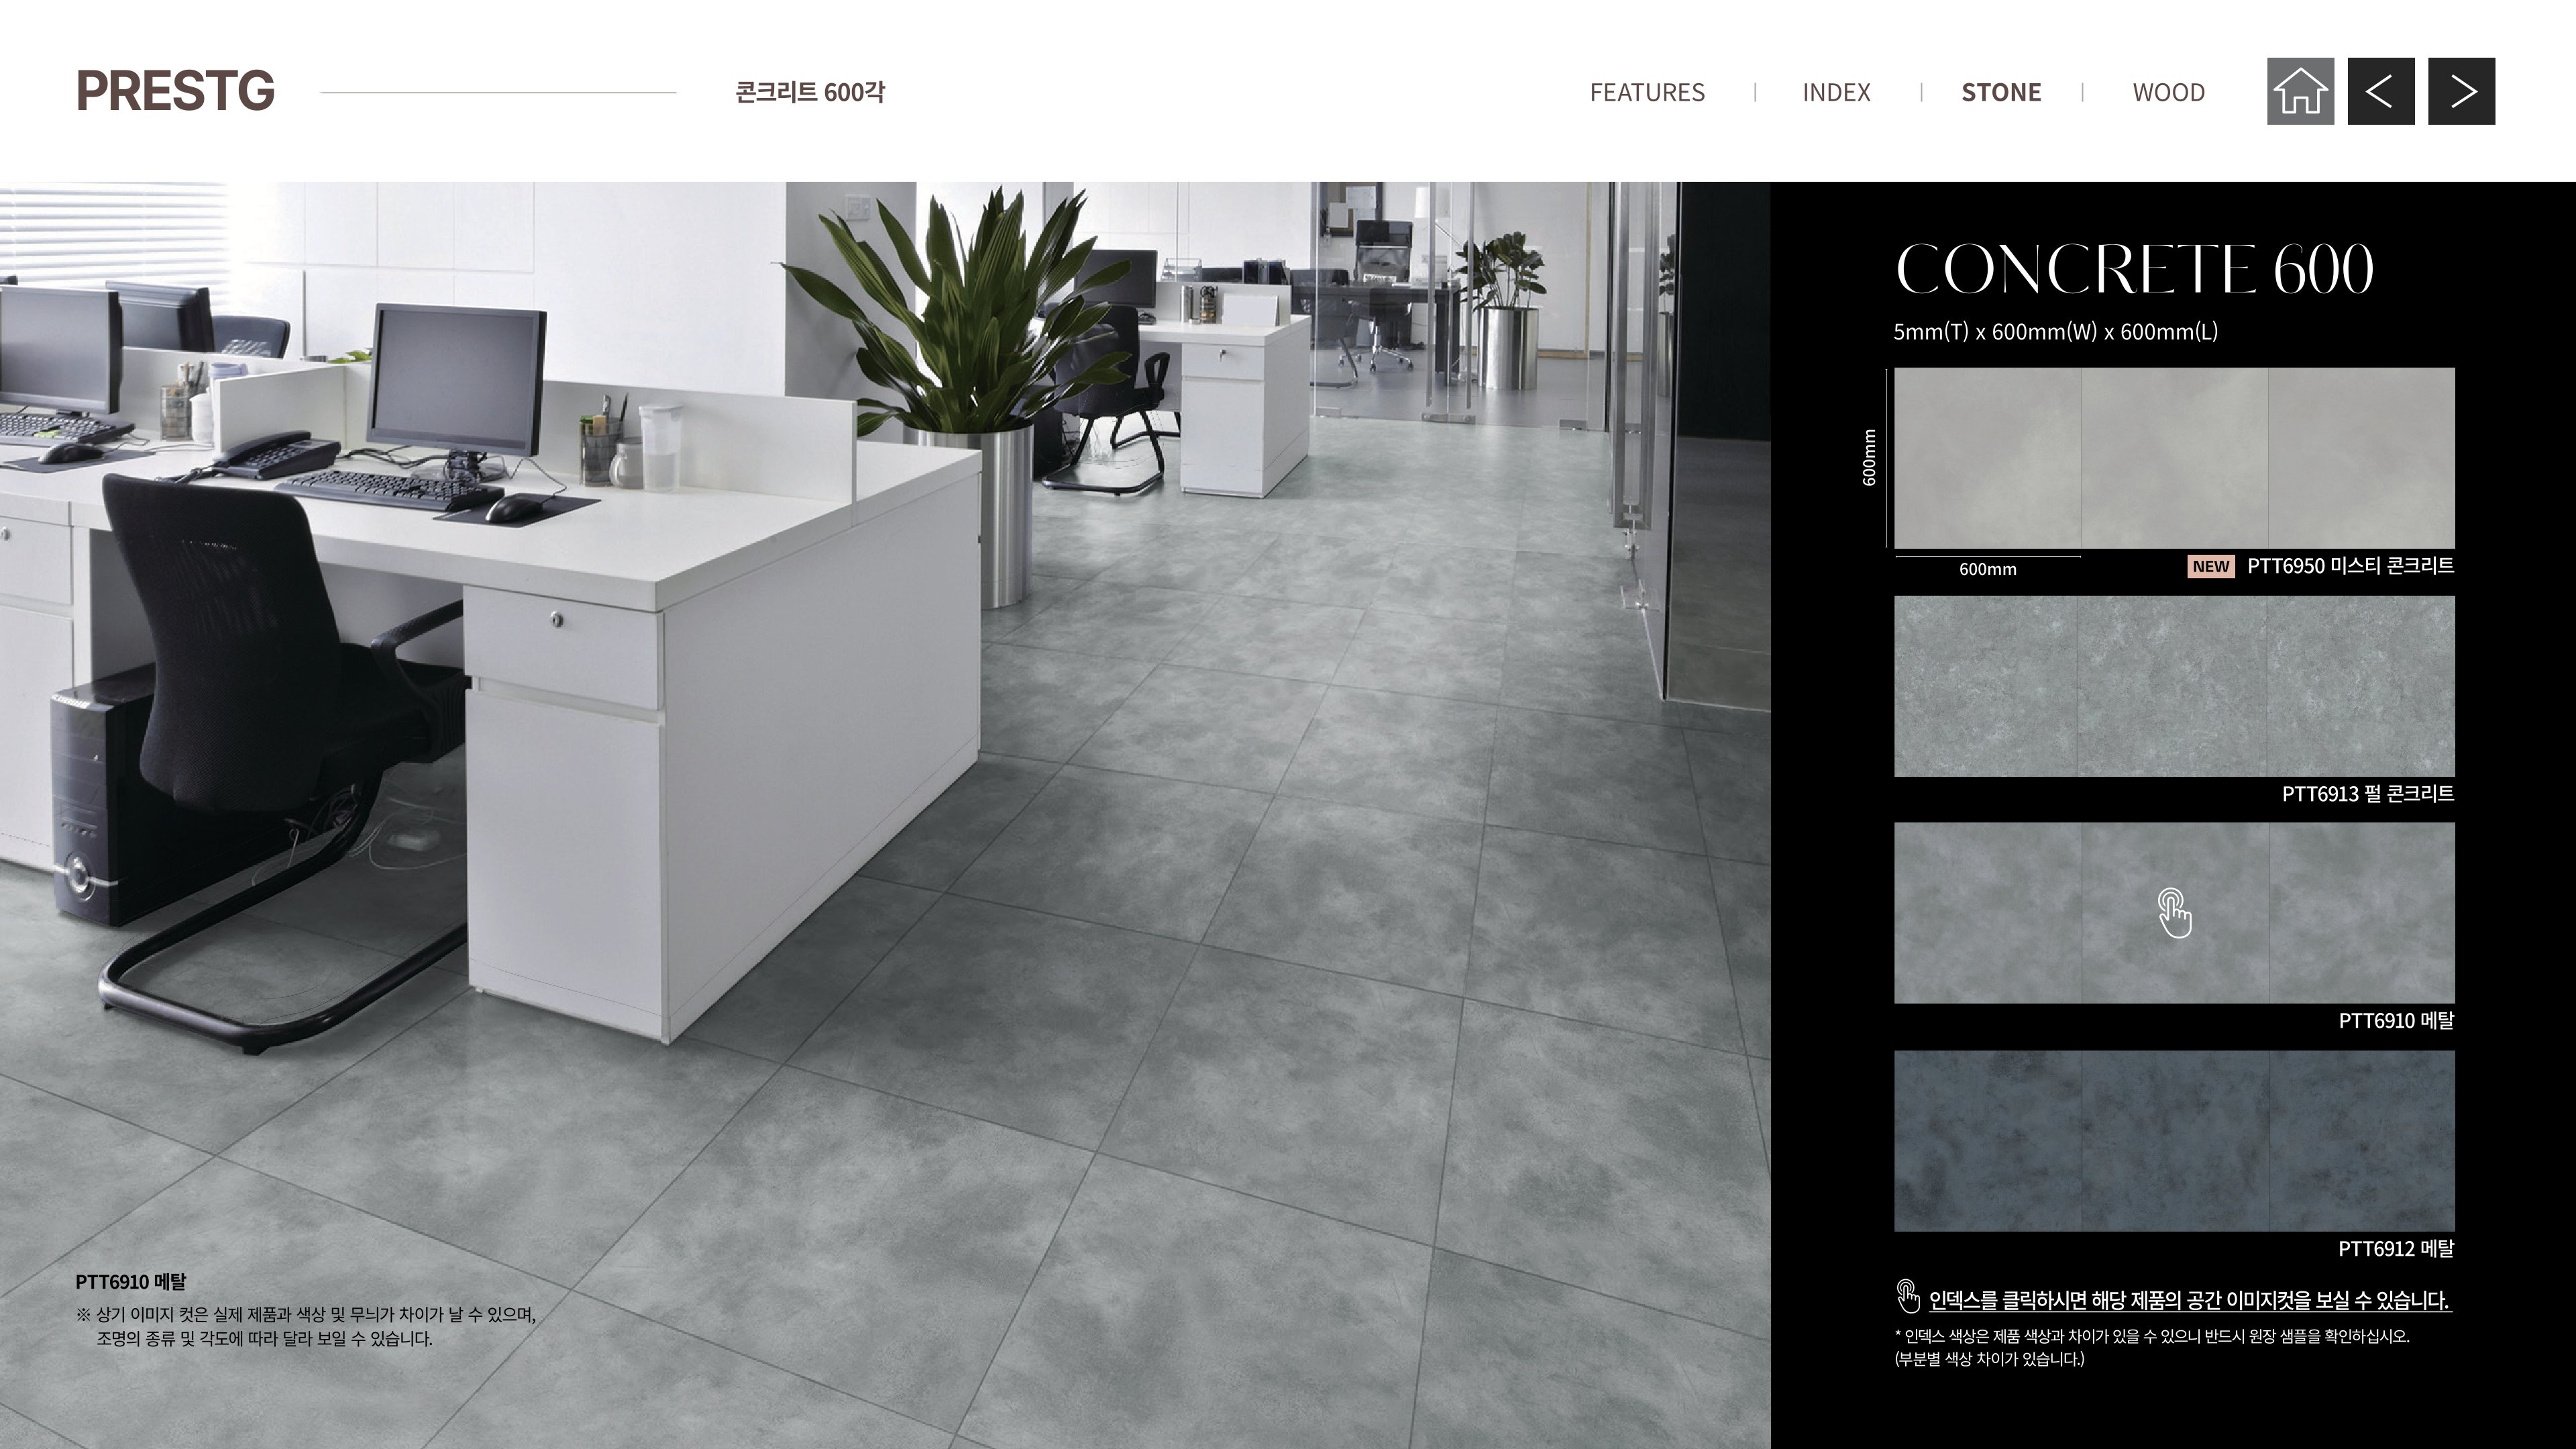 PRESTG
콘크리트 600각
FEATURES | INDEX | STONE | WOOD
CONCRETE 600
5mm(T) x 600mm(W) x 600mm(L)
600mm
600mm
NEW PTT6950 미스티 콘크리트
PTT6913 펄 콘크리트
PTT6910 메탈
PTT6912 메탈
인덱스를 클릭하시면 해당 제품의 공간 이미지컷을 보실 수 있습니다.
* 인덱스 색상은 제품 색상과 차이가 있을 수 있으니 반드시 원장 샘플을 확인하십시오.
(부분별 색상 차이가 있습니다.)
PTT6910 메탈
※ 상기 이미지 컷은 실제 제품과 색상 및 무늬가 차이가 날 수 있으며,
조명의 종류 및 각도에 따라 달라 보일 수 있습니다.